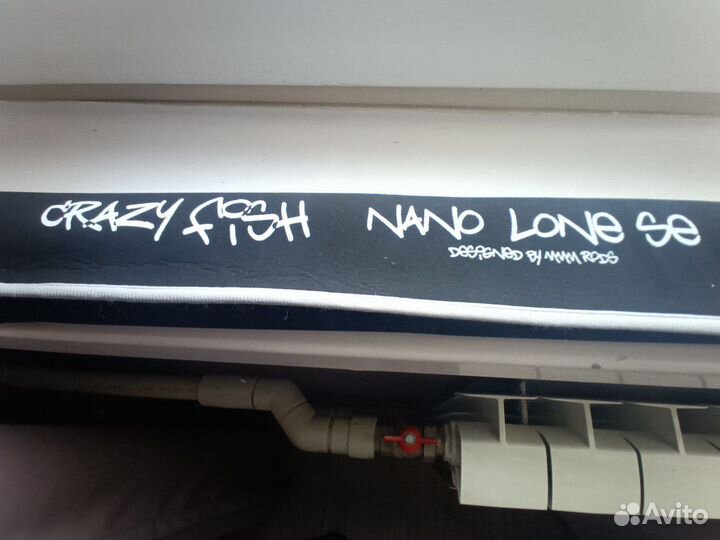 CRAZY FISH NANO LONE SE
DESIGNED BY MMM RODS
Avito